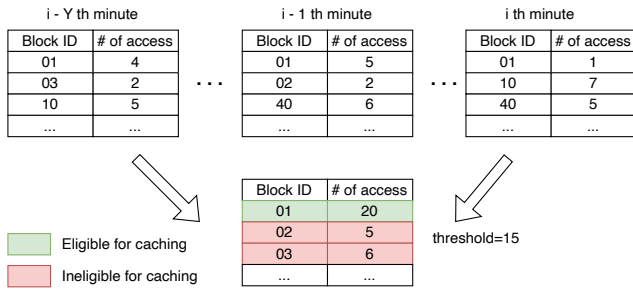 i - Y th minute
Block ID # of access
01 4
03 2
10 5
... ...
...
i - 1 th minute
Block ID # of access
01 5
02 2
40 6
... ...
...
i th minute
Block ID # of access
01 1
10 7
40 5
... ...
Block ID # of access
01 20
02 5
03 6
... ...
threshold=15
Eligible for caching
Ineligible for caching